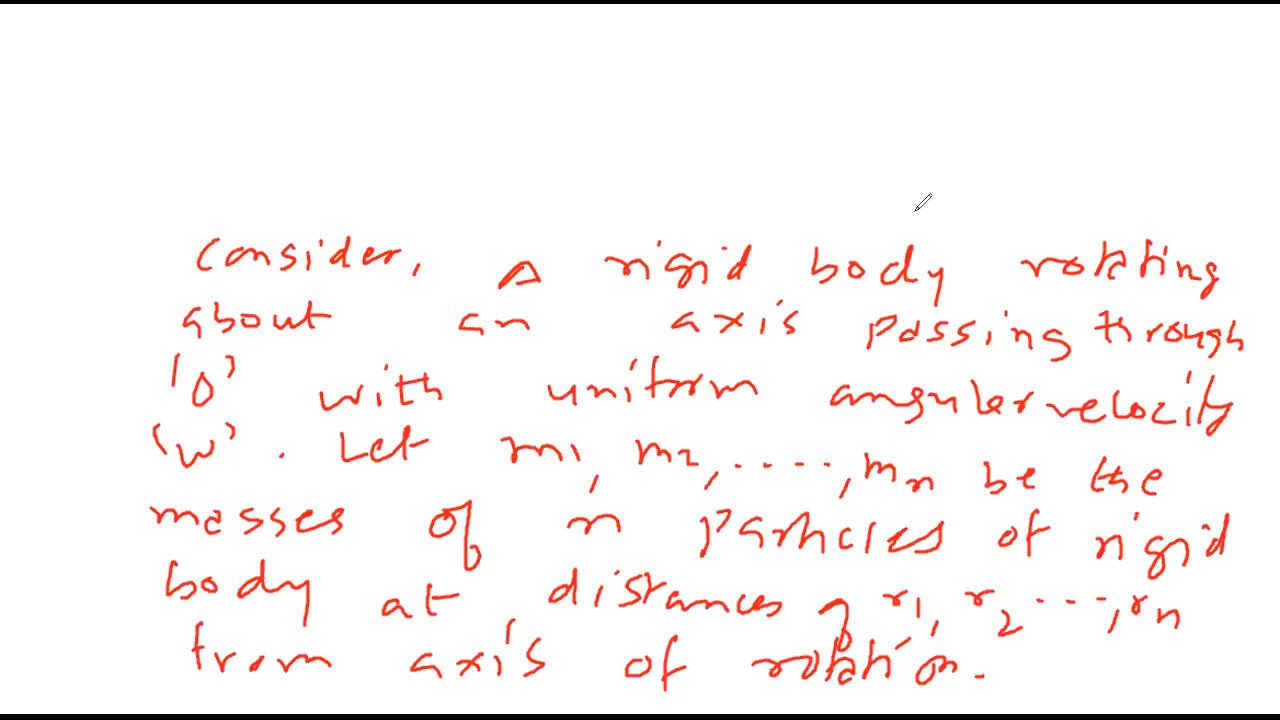 Consider, A rigid body rotating
about an axis passing through
'O' with uniform angular velocity
'w'. Let m1, m2, ....., mn be the
masses of n particles of rigid
body at distances of r1, r2 ...., rn
from axis of rotation.